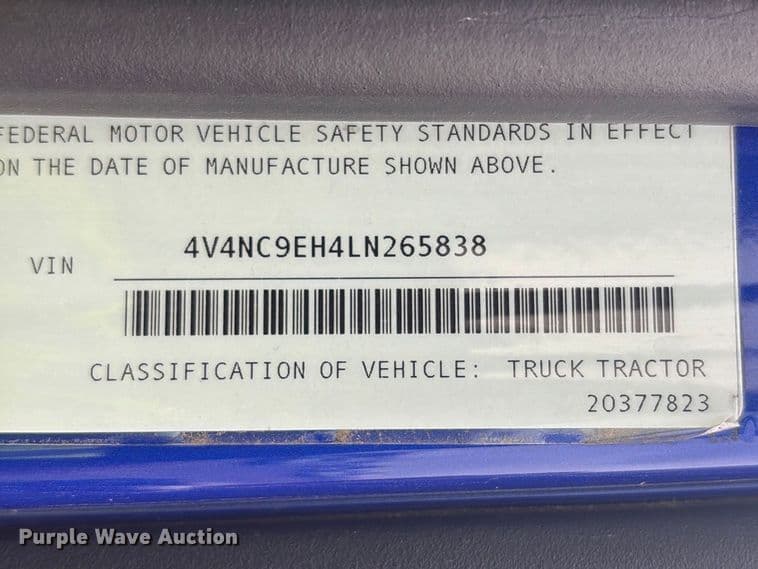 FEDERAL MOTOR VEHICLE SAFETY STANDARDS IN EFFECT
ON THE DATE OF MANUFACTURE SHOWN ABOVE.
VIN 4V4NC9EH4LN265838
CLASSIFICATION OF VEHICLE: TRUCK TRACTOR
20377823
Purple Wave Auction